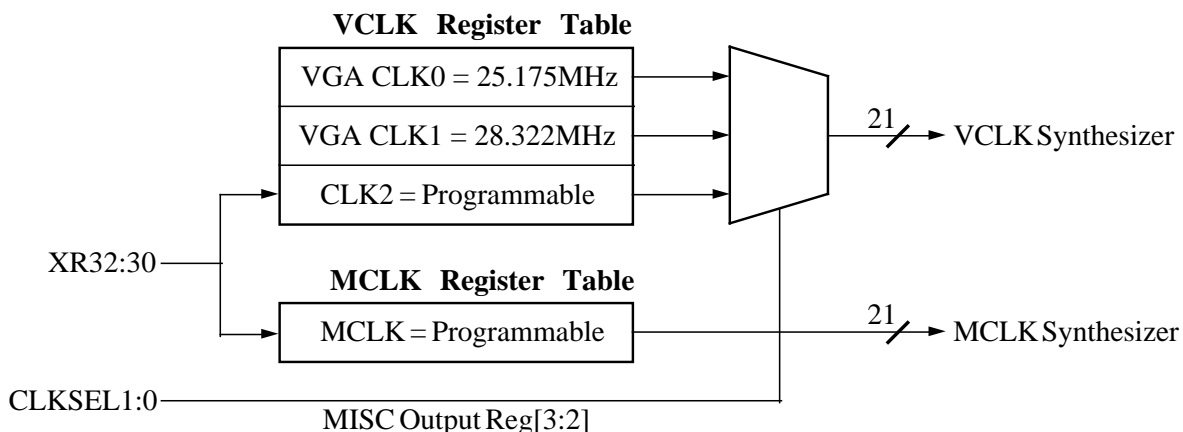 VCLK Register Table
VGA CLK0 = 25.175MHz
VGA CLK1 = 28.322MHz
CLK2 = Programmable
21
VCLK Synthesizer
XR32:30
MCLK Register Table
MCLK = Programmable
21
MCLK Synthesizer
CLKSEL1:0
MISC Output Reg[3:2]